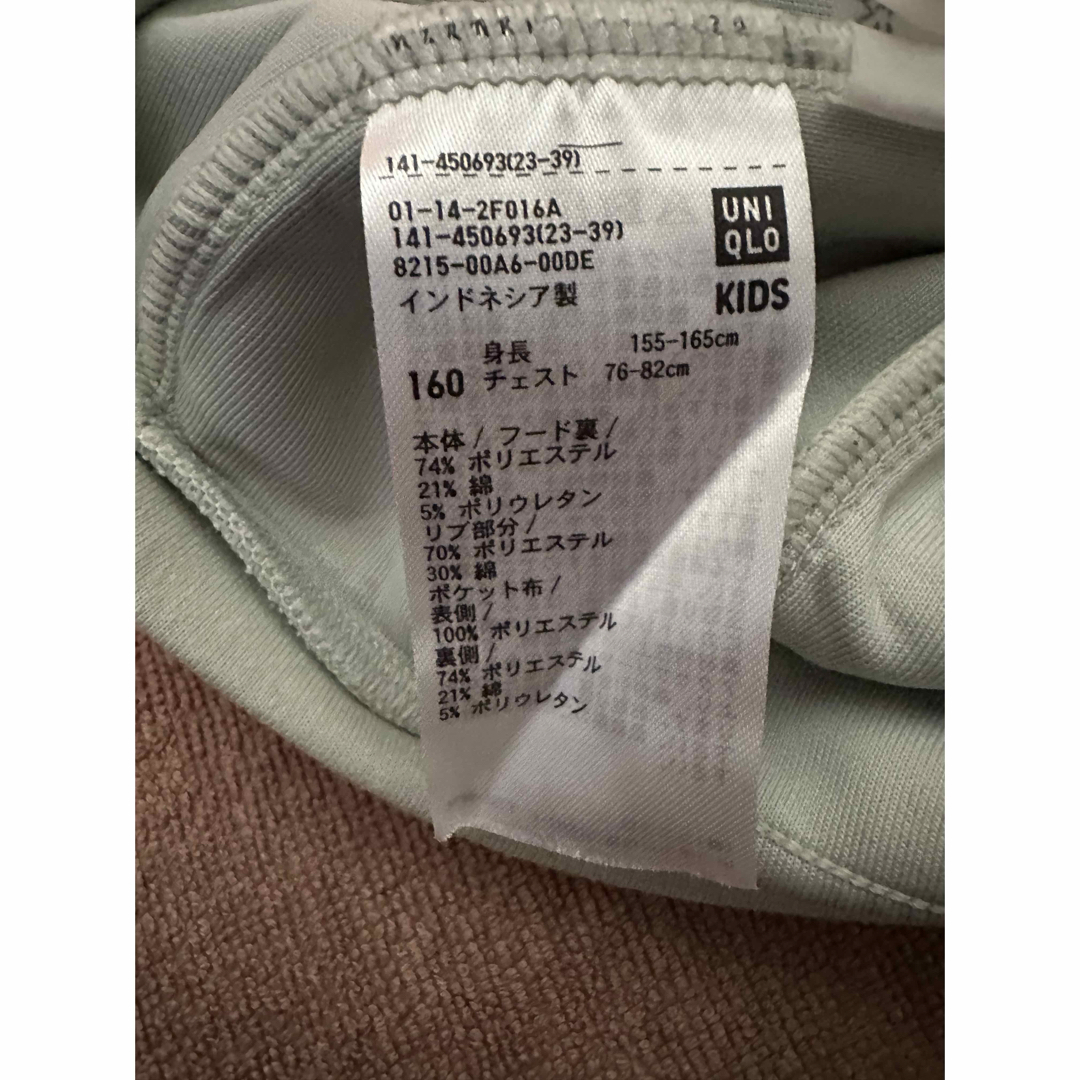 141-450693(23-39)
01-14-2F016A
141-450693(23-39)
8215-00A6-00DE
インドネシア製
UNI
QLO
KIDS
160
身長 155-165cm
チェスト 76-82cm
本体/フード裏/
74% ポリエステル
21% 綿
5% ポリウレタン
リブ部分/
70% ポリエステル
30% 綿
ポケット布/
表側/
100% ポリエステル
裏側/
74% ポリエステル
21% 綿
5% ポリウレタン